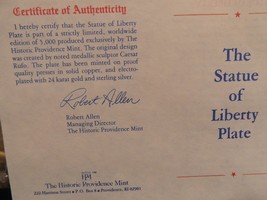 Certificate of Authenticity
I hereby certify that the Statue of Liberty
Plate is part of a strictly limited, worldwide
edition of 5,000 produced exclusively by The
Historic Providence Mint. The original design
was created by noted medallic sculptor Caesar
Rufo. The plate has been minted on proof
quality presses in solid copper, and electro-
plated with 24 karat gold and sterling silver.
Robert Allen
Robert Allen
Managing Director
The Historic Providence Mint
The Historic Providence Mint
Providence, RI
The
Statue
of
Liberty
Plate